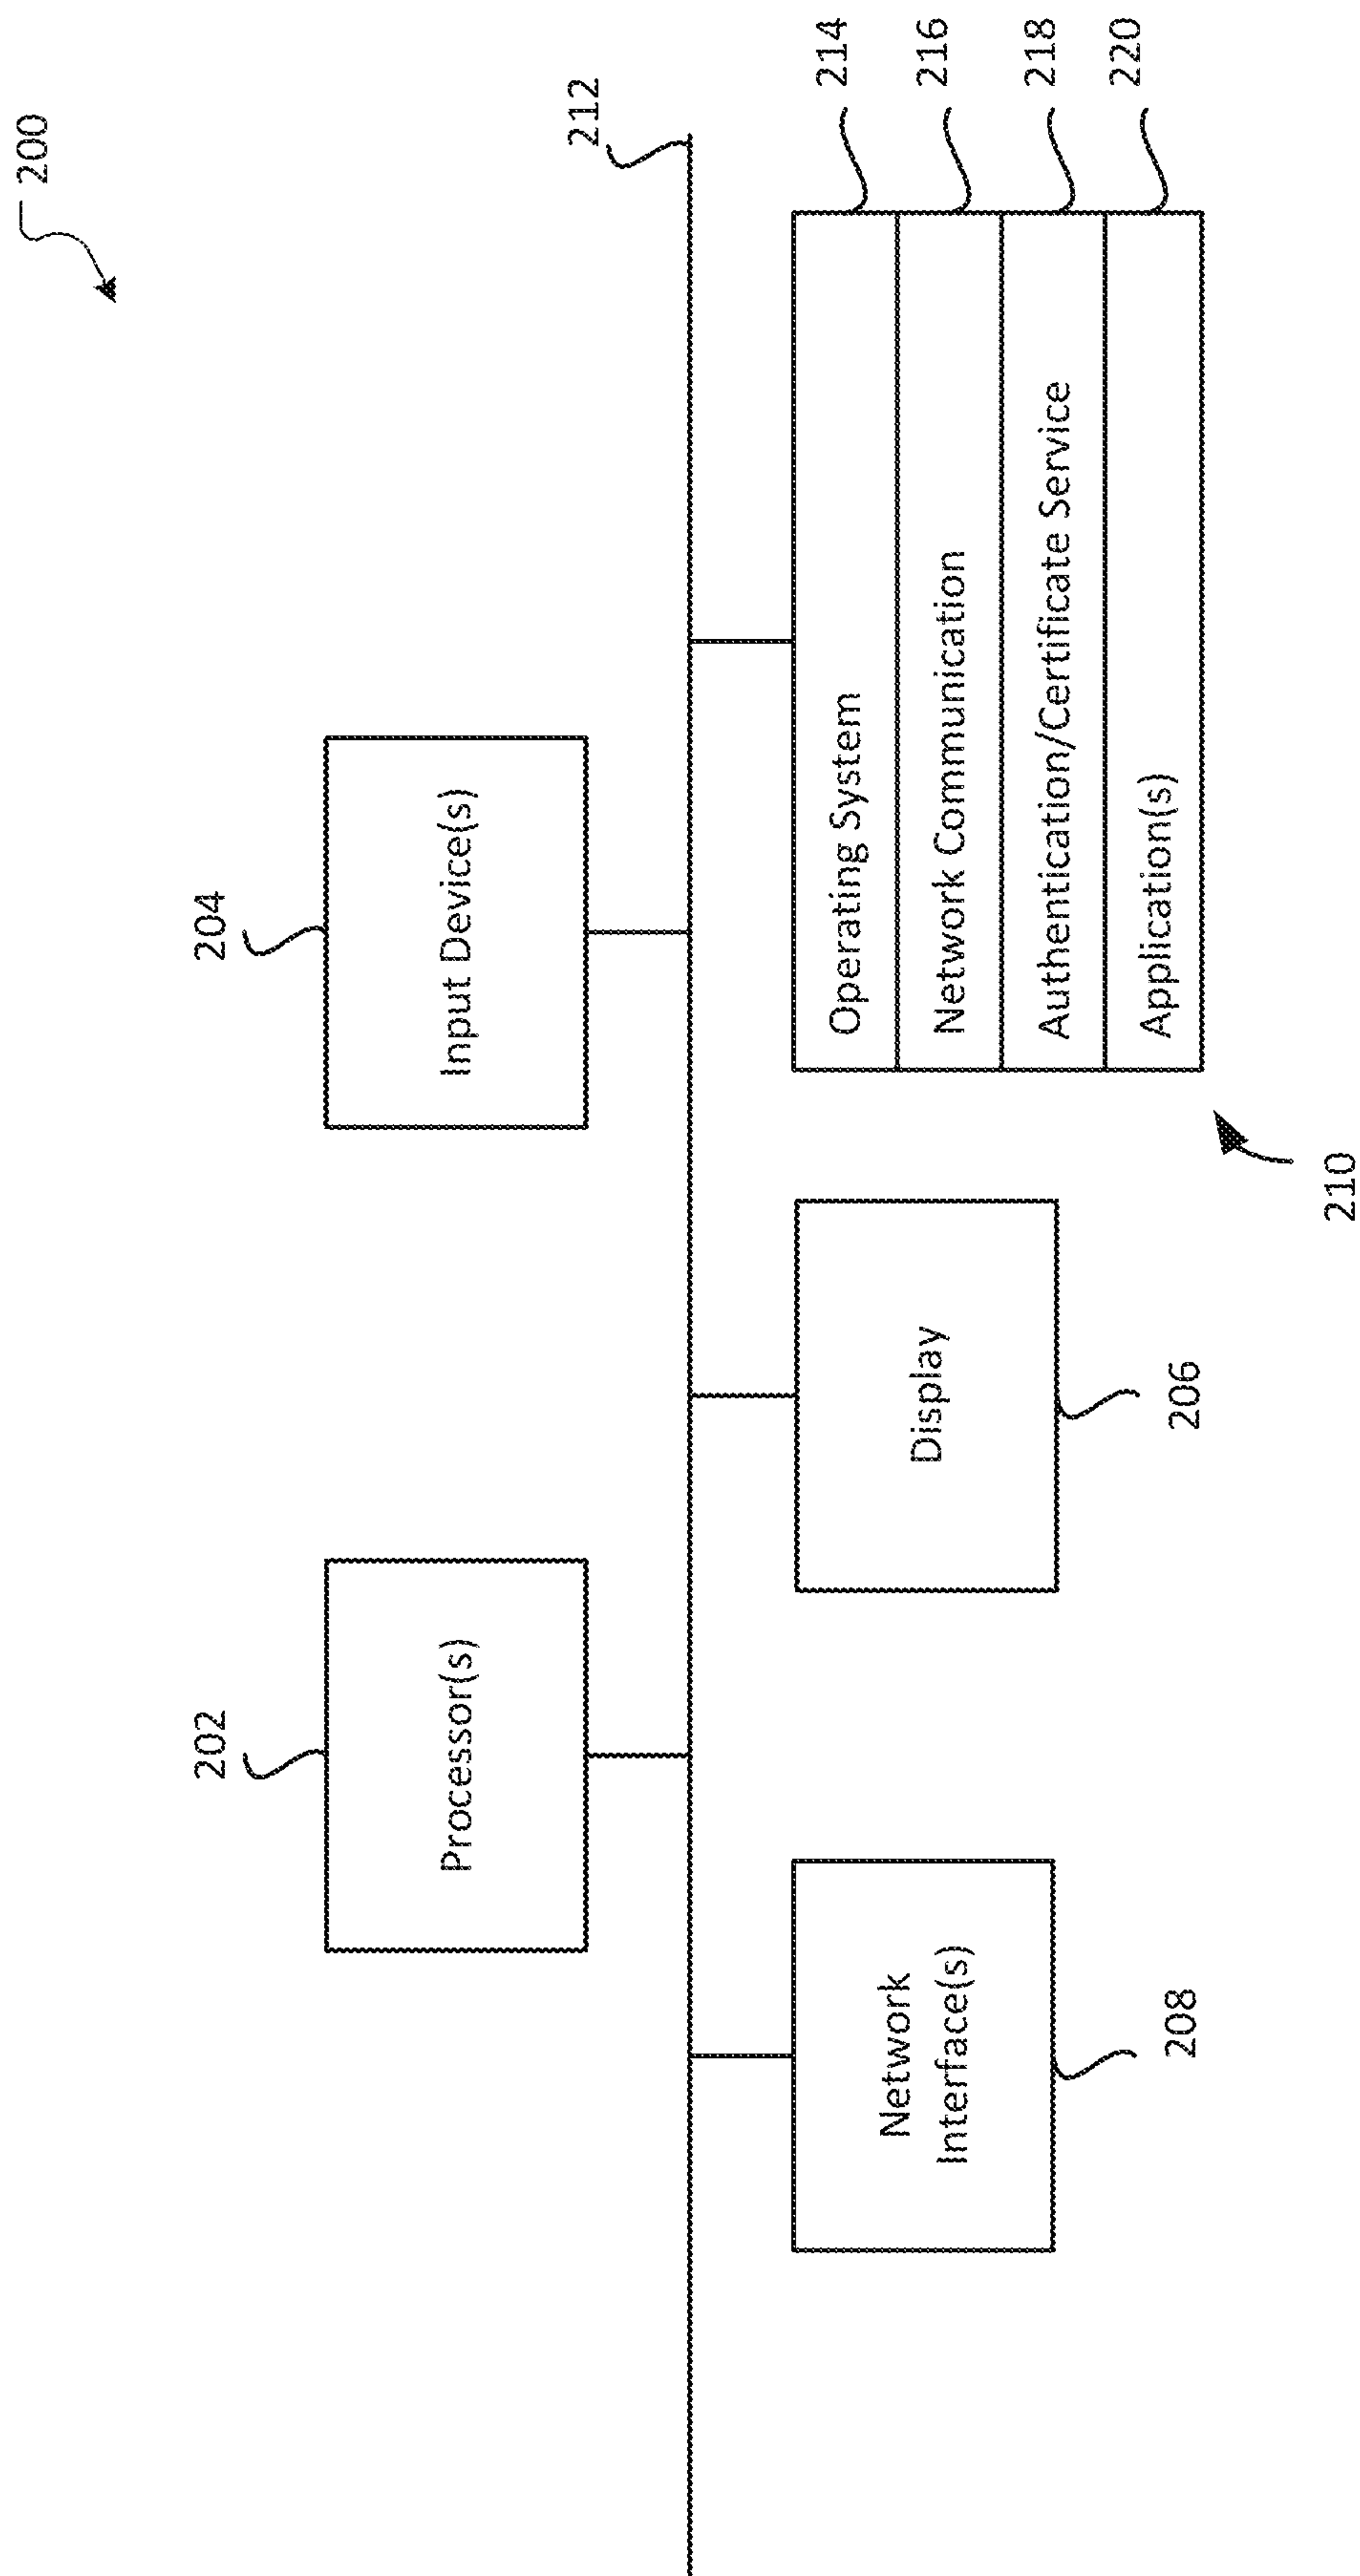 200
202
204
Processor(s)
Input Device(s)
212
Network
Interface(s)
Display
Operating System
214
Network Communication
216
Authentication/Certificate Service
218
Application(s)
220
208
206
210